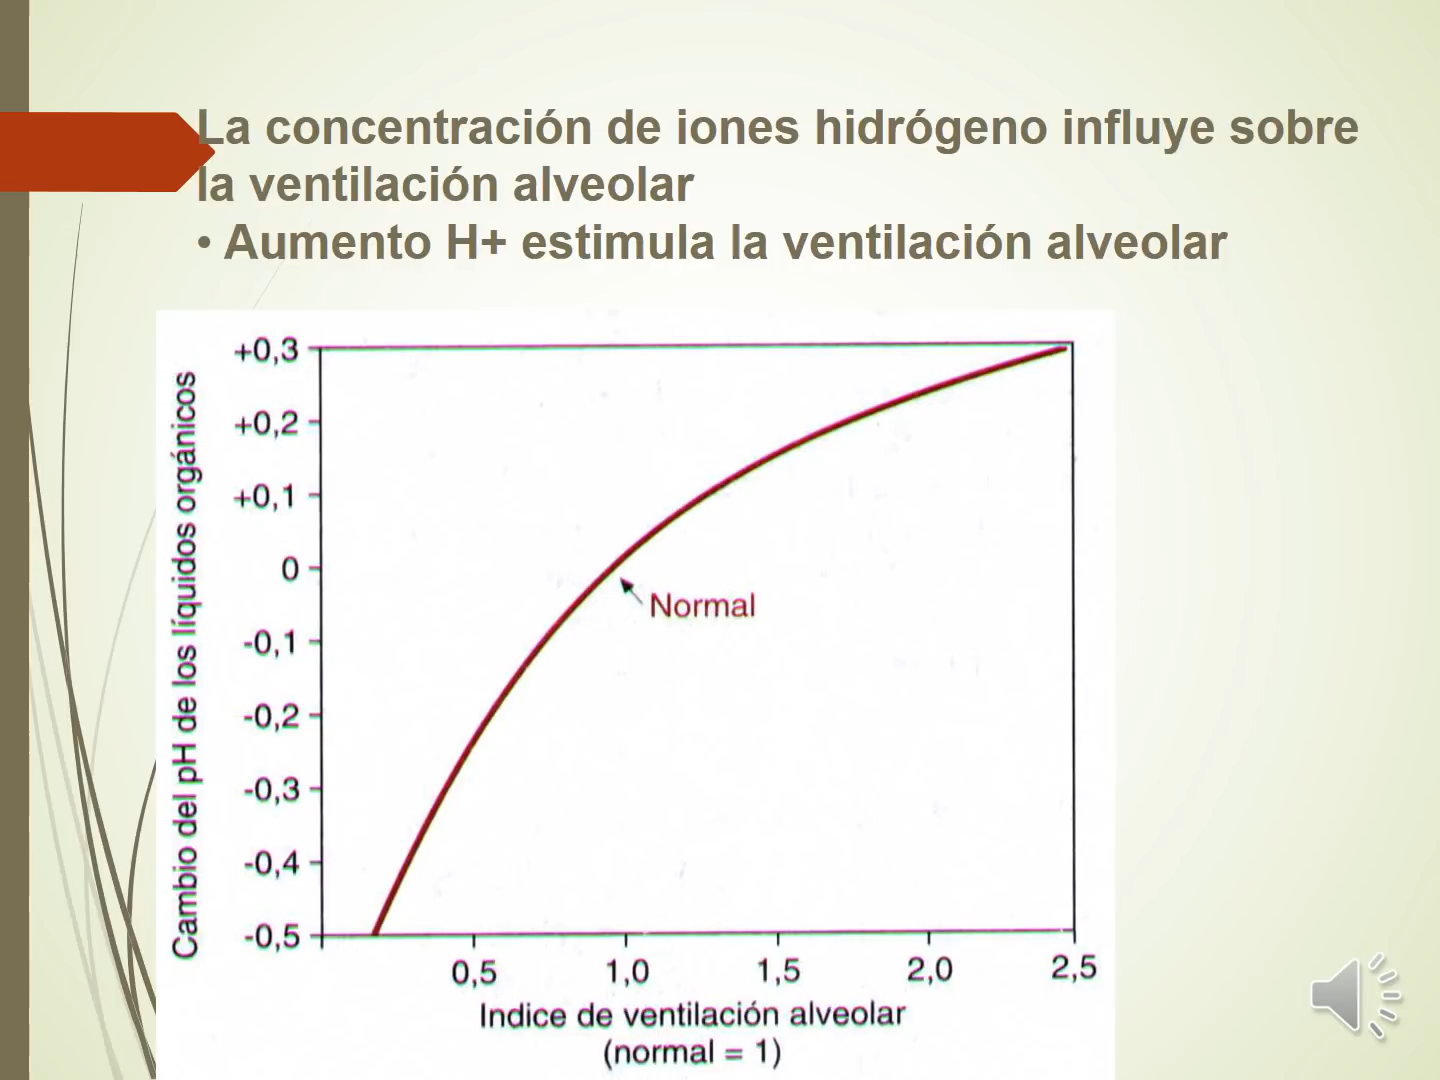 La concentración de iones hidrógeno influye sobre
la ventilación alveolar
• Aumento H+ estimula la ventilación alveolar
Cambio del pH de los líquidos orgánicos
+0,3
+0,2
+0,1
0
-0,1
-0,2
-0,3
-0,4
-0,5
Normal
0,5 1,0 1,5 2,0 2,5
Indice de ventilación alveolar
(normal = 1)